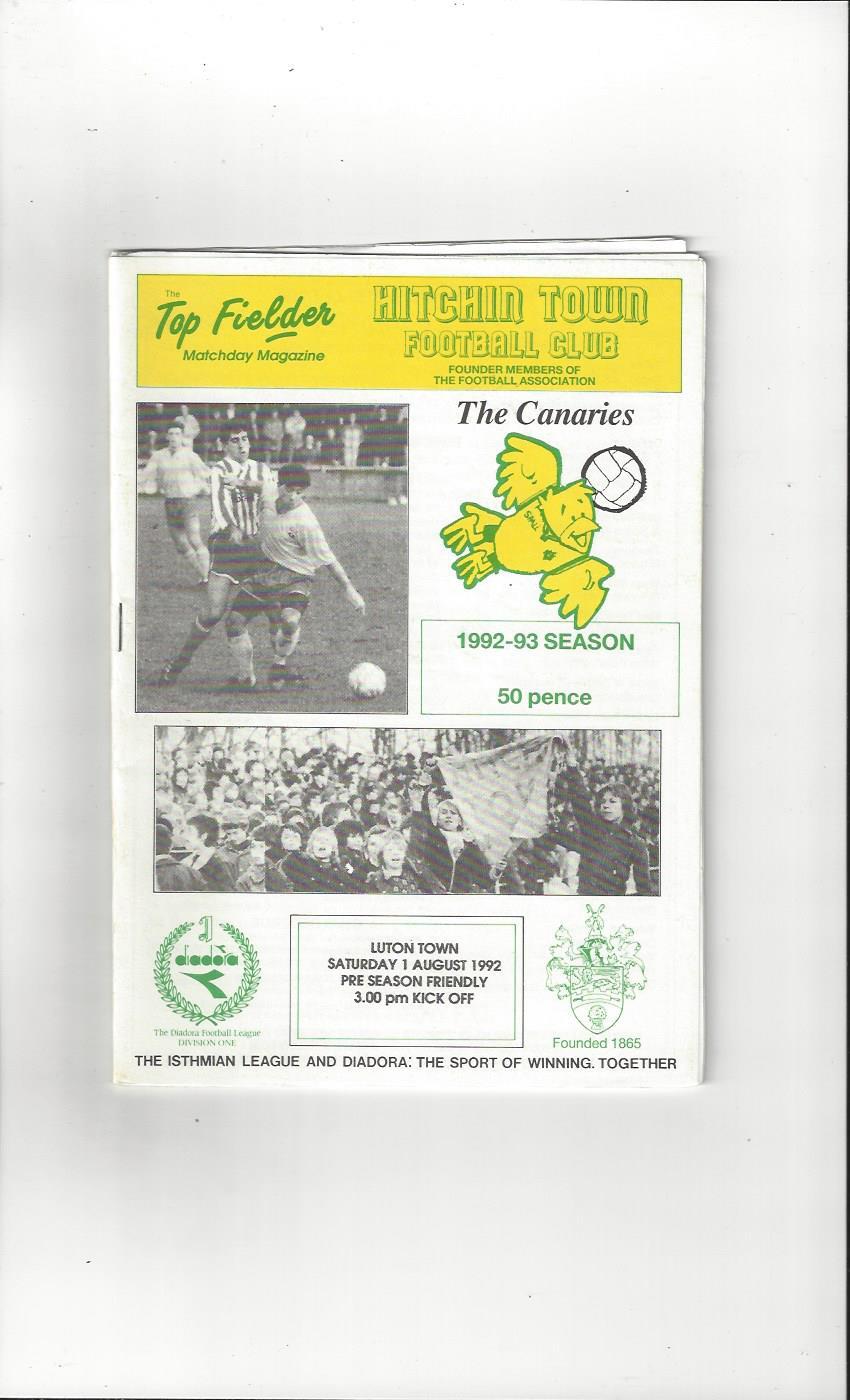 The
Top Fielder
Matchday Magazine
HITCHIN TOWN
FOOTBALL CLUB
FOUNDER MEMBERS OF
THE FOOTBALL ASSOCIATION
The Canaries
1992-93 SEASON
50 pence
diadora
The Diadora Football League
DIVISION ONE
LUTON TOWN
SATURDAY 1 AUGUST 1992
PRE SEASON FRIENDLY
3.00 pm KICK OFF
Founded 1865
THE ISTHMIAN LEAGUE AND DIADORA: THE SPORT OF WINNING. TOGETHER